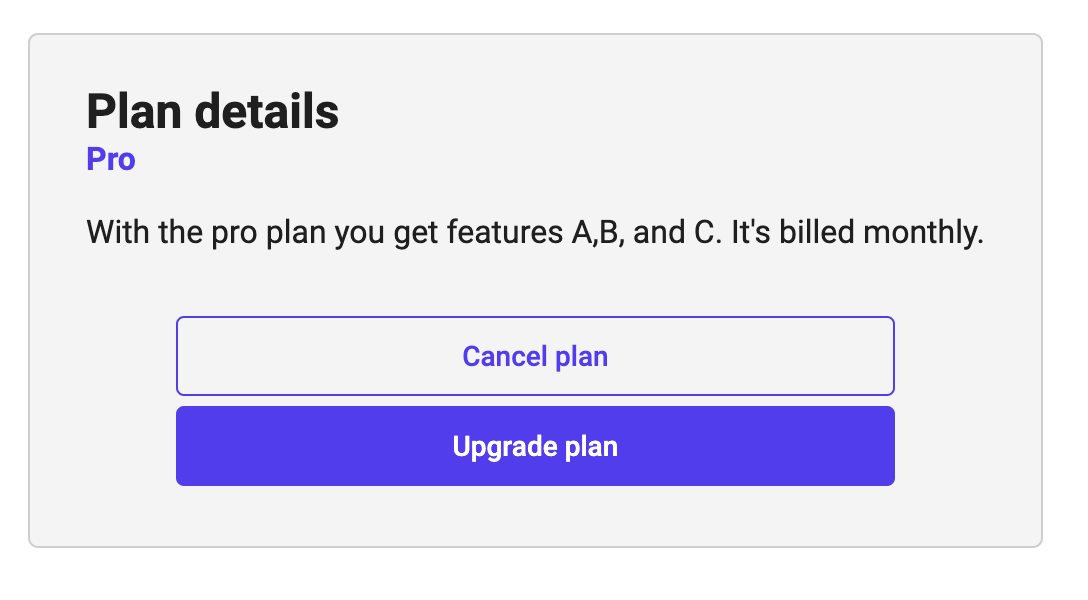 Plan details
Pro
With the pro plan you get features A,B, and C. It's billed monthly.
Cancel plan
Upgrade plan